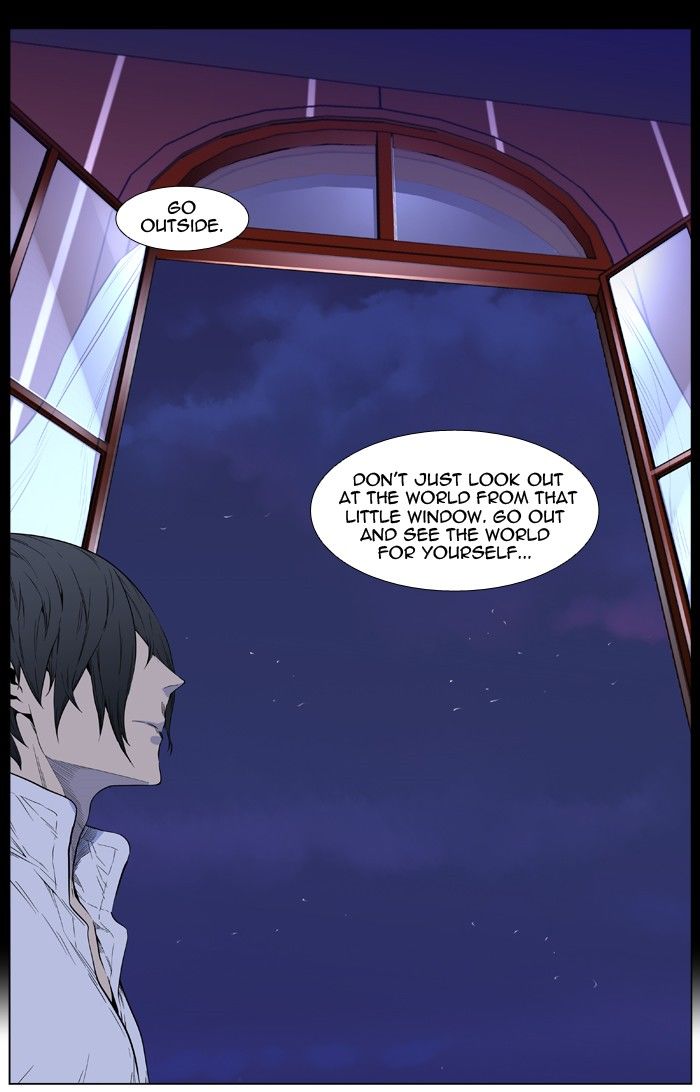 GO
OUTSIDE.
DON'T JUST LOOK OUT
AT THE WORLD FROM THAT
LITTLE WINDOW. GO OUT
AND SEE THE WORLD
FOR YOURSELF...